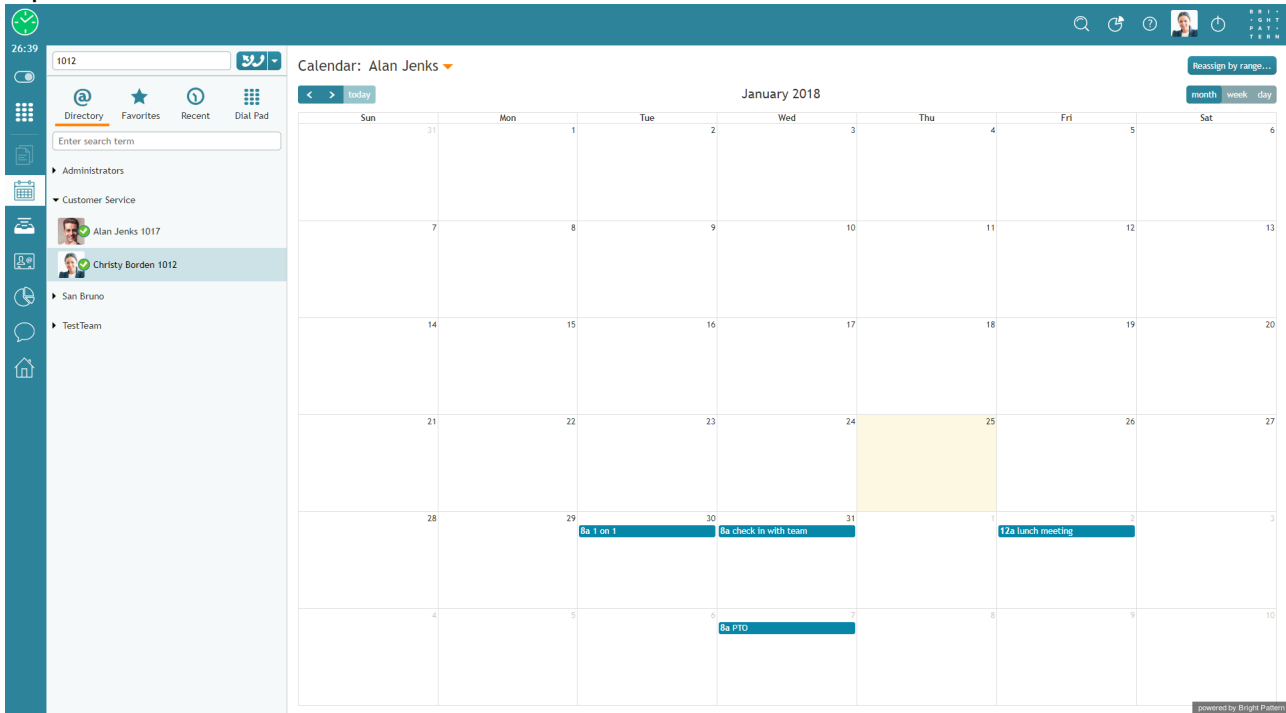 B R I ·
· G H T
P A T ·
T E R N
26:39
1012
Calendar: Alan Jenks
Reassign by range...
Directory Favorites Recent Dial Pad
today
January 2018
month week day
Enter search term
Sun Mon Tue Wed Thu Fri Sat
31 1 2 3 4 5 6
Administrators
Customer Service
Alan Jenks 1017
Christy Borden 1012
San Bruno
TestTeam
7 8 9 10 11 12 13
14 15 16 17 18 19 20
21 22 23 24 25 26 27
28 29 30 31 1 2 3
8a 1 on 1 8a check in with team 12a lunch meeting
4 5 6 7 8 9 10
8a PTO
powered by Bright Pattern